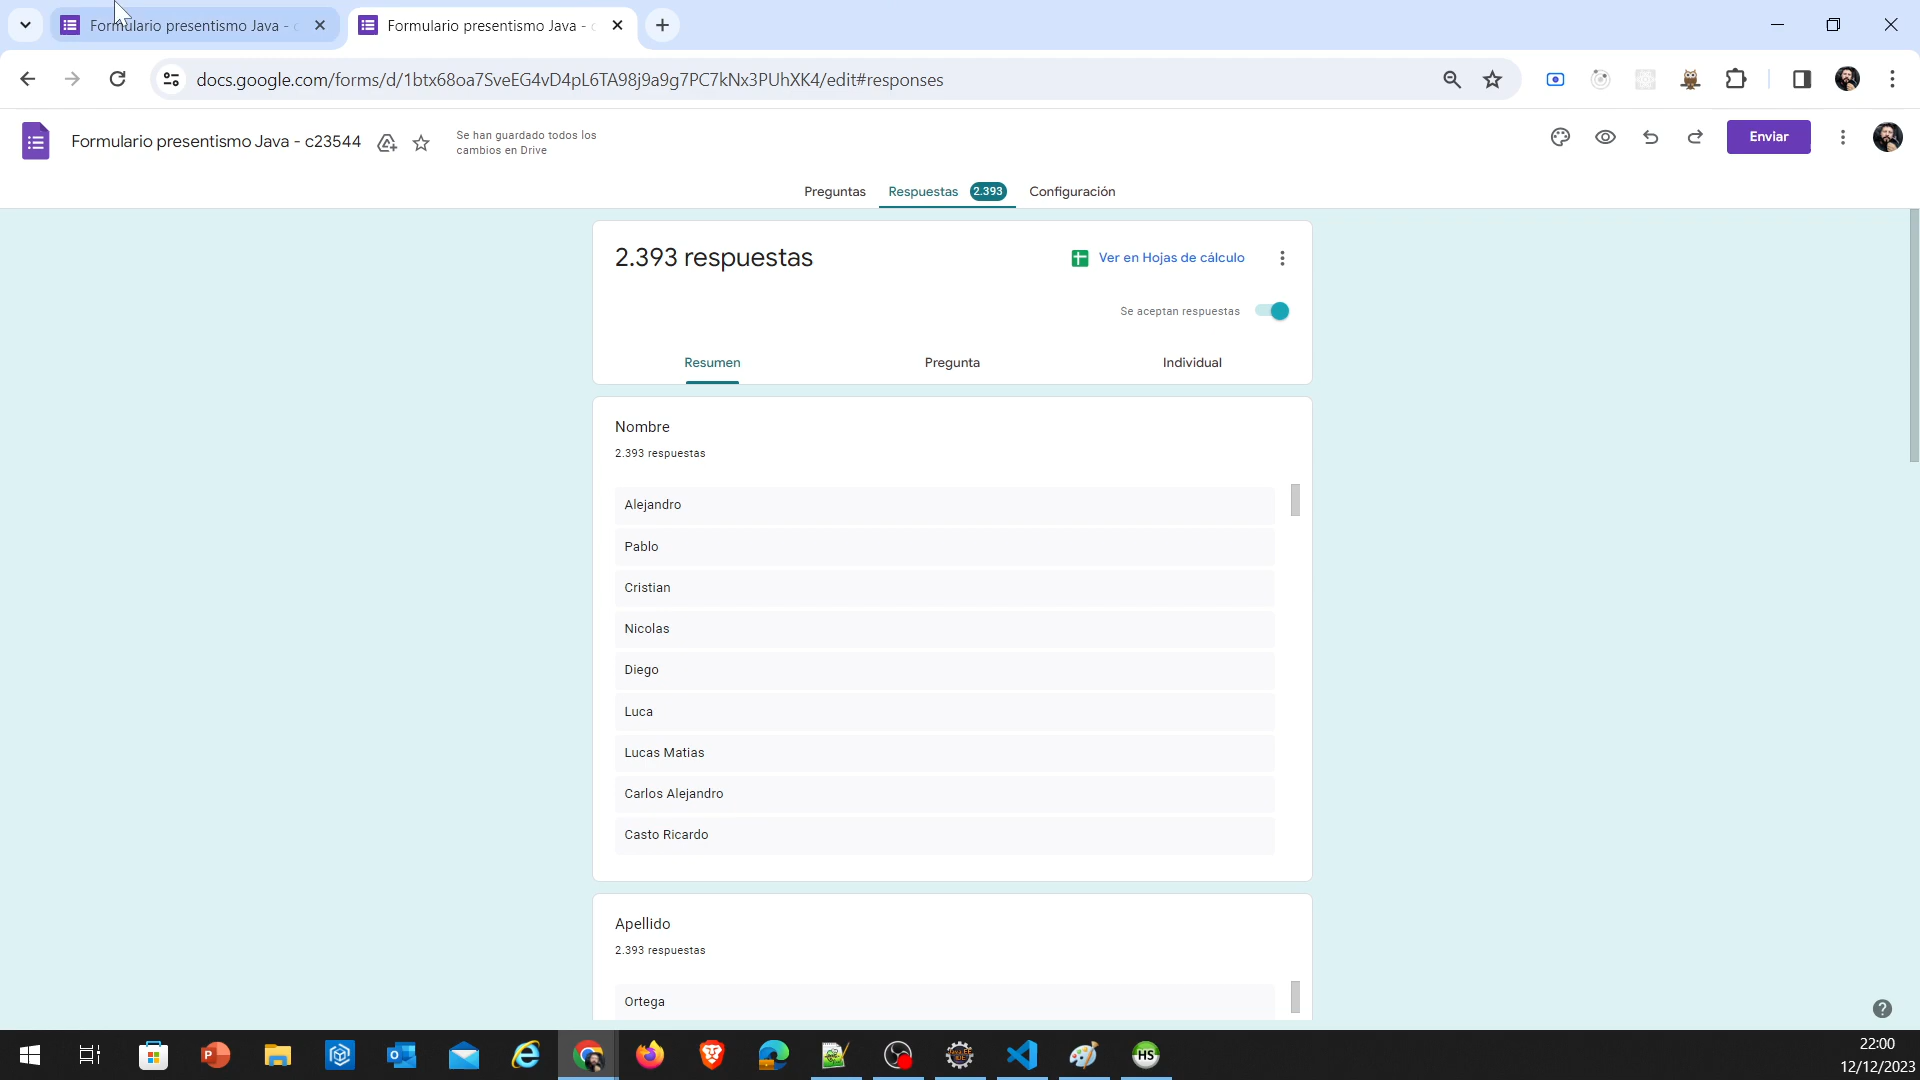 Formulario presentismo Java -
Formulario presentismo Java -
docs.google.com/forms/d/1btx68oa7SveEG4vD4pL6TA98j9a9g7PC7kNx3PUhXK4/edit#responses
Formulario presentismo Java - c23544
Se han guardado todos los
cambios en Drive
Enviar
Preguntas
Respuestas 2.393
Configuración
2.393 respuestas
Ver en Hojas de cálculo
Se aceptan respuestas
Resumen
Pregunta
Individual
Nombre
2.393 respuestas
Alejandro
Pablo
Cristian
Nicolas
Diego
Luca
Lucas Matias
Carlos Alejandro
Casto Ricardo
Apellido
2.393 respuestas
Ortega
HS
22:00
12/12/2023